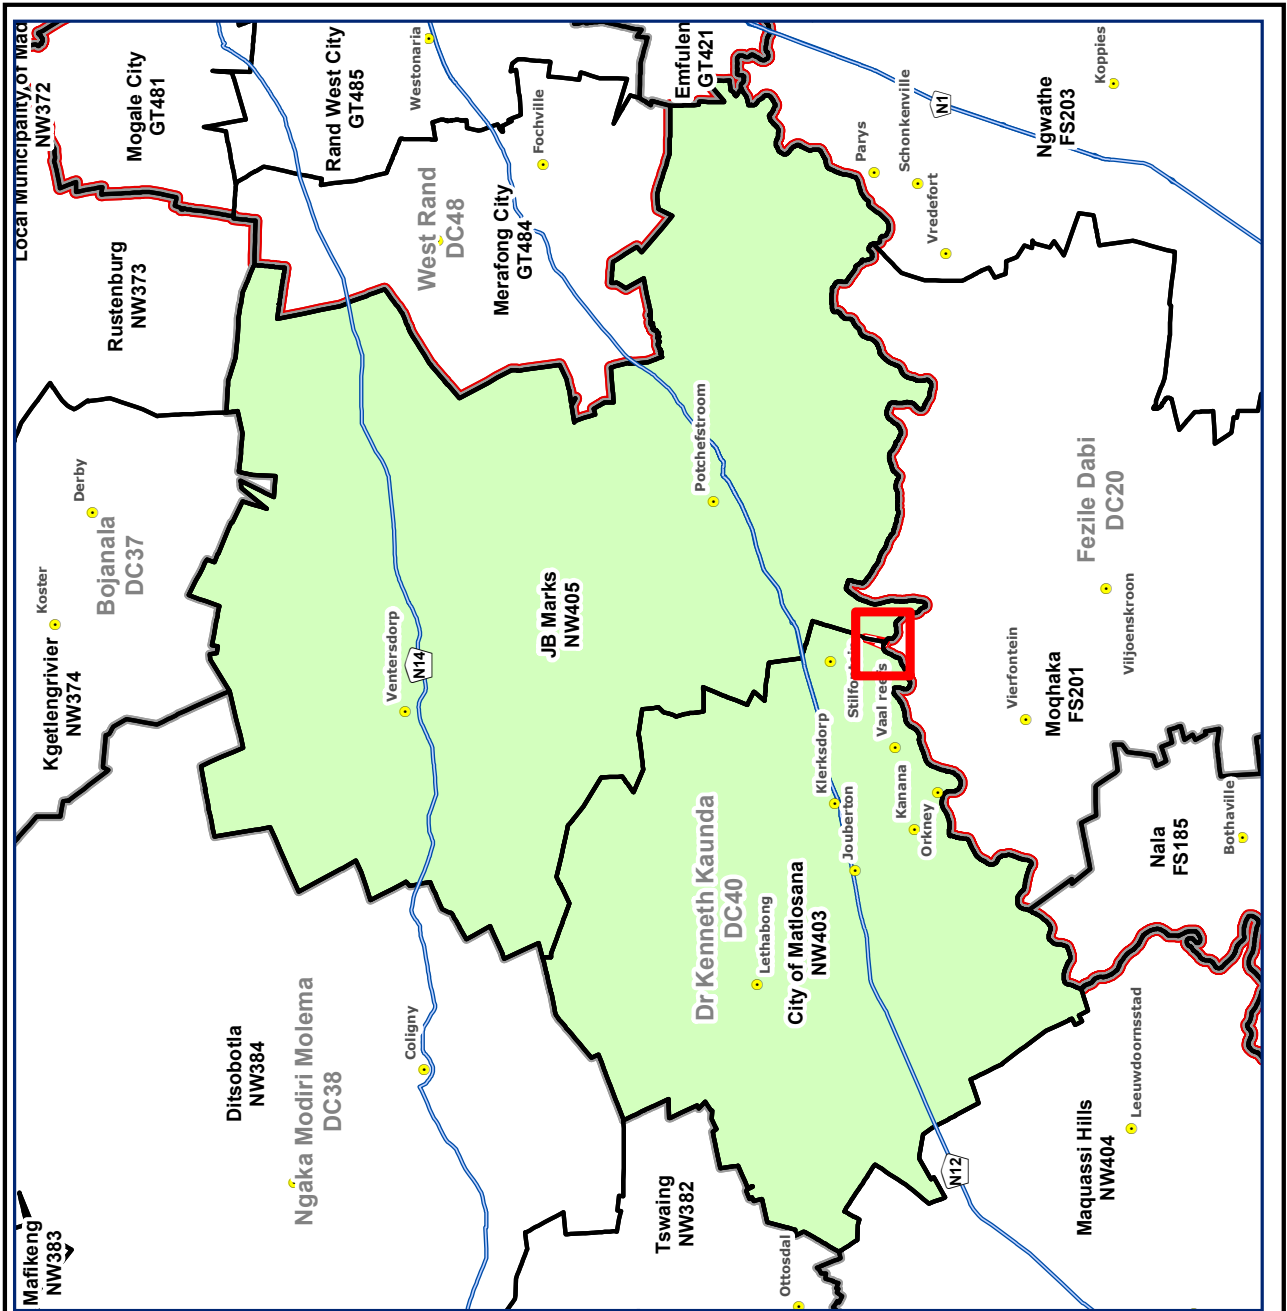 Local Municipality of Mad
NW372
Mogale City
GT481
Rand West City
GT485
Westonaria
Emfulen
GT421
Koppies
Fochville
Parys
Schonkenville
N1
Ngwathe
FS203
Vredefort
Rustenburg
NW373
West Rand
DC48
Merafong City
GT484
Derby
Bojanala
DC37
Koster
Kgetlengrivier
NW374
Potchefstroom
Fezile Dabi
DC20
JB Marks
NW405
Ventersdorp
N14
Viljoenskroon
Vierfontein
Moqhaka
FS201
Vaal reefs
Klerksdorp
Kanana
Jouberton
Orkney
Nala
FS185
Bothaville
Dr Kenneth Kaunda
DC40
Lethabong
City of Matlosana
NW403
Coligny
Ditsobotla
NW384
Ngaka Modiri Molema
DC38
Leeuwdoornsstad
Maquassi Hills
NW404
N12
Tswaing
NW382
Ottosdal
Mafikeng
NW383